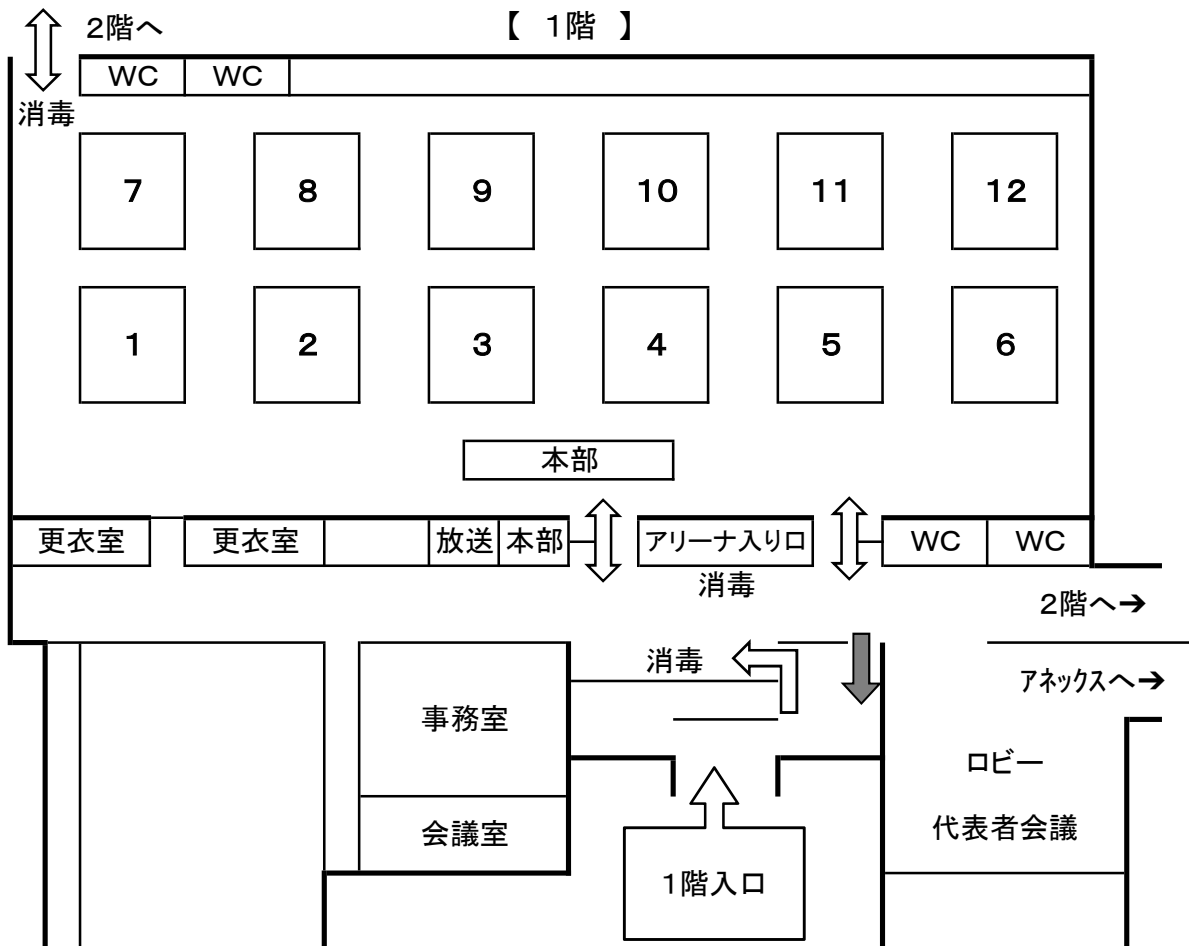 2階へ 【 1階 】
WC WC
消毒
7 8 9 10 11 12
1 2 3 4 5 6
本部
更衣室 更衣室 放送 本部 アリーナ入り口 WC WC
消毒
2階へ➔
消毒
アネックスへ➔
事務室
ロビー
会議室
代表者会議
1階入口